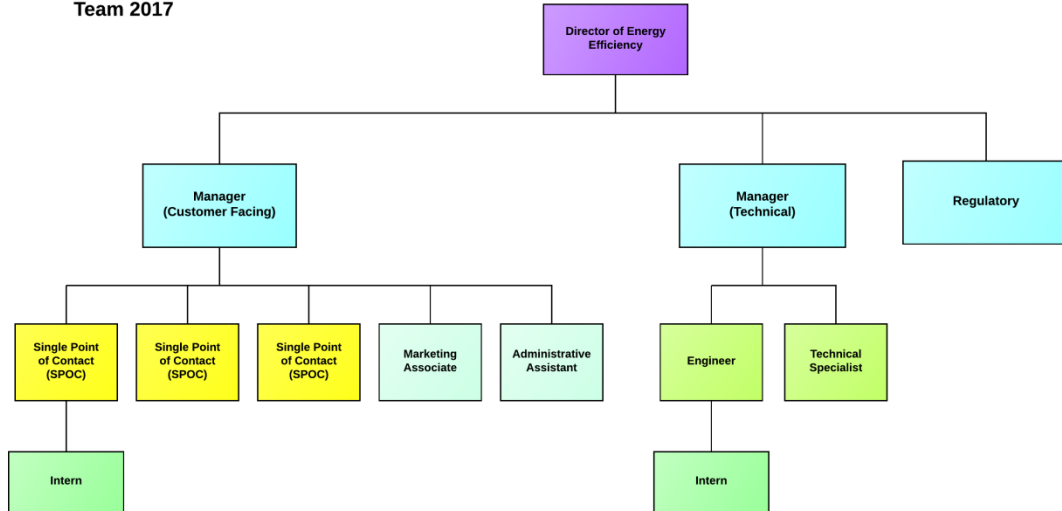 Team 2017
Director of Energy
Efficiency
Manager
(Customer Facing)
Manager
(Technical)
Regulatory
Single Point
of Contact
(SPOC)
Single Point
of Contact
(SPOC)
Single Point
of Contact
(SPOC)
Marketing
Associate
Administrative
Assistant
Engineer
Technical
Specialist
Intern
Intern